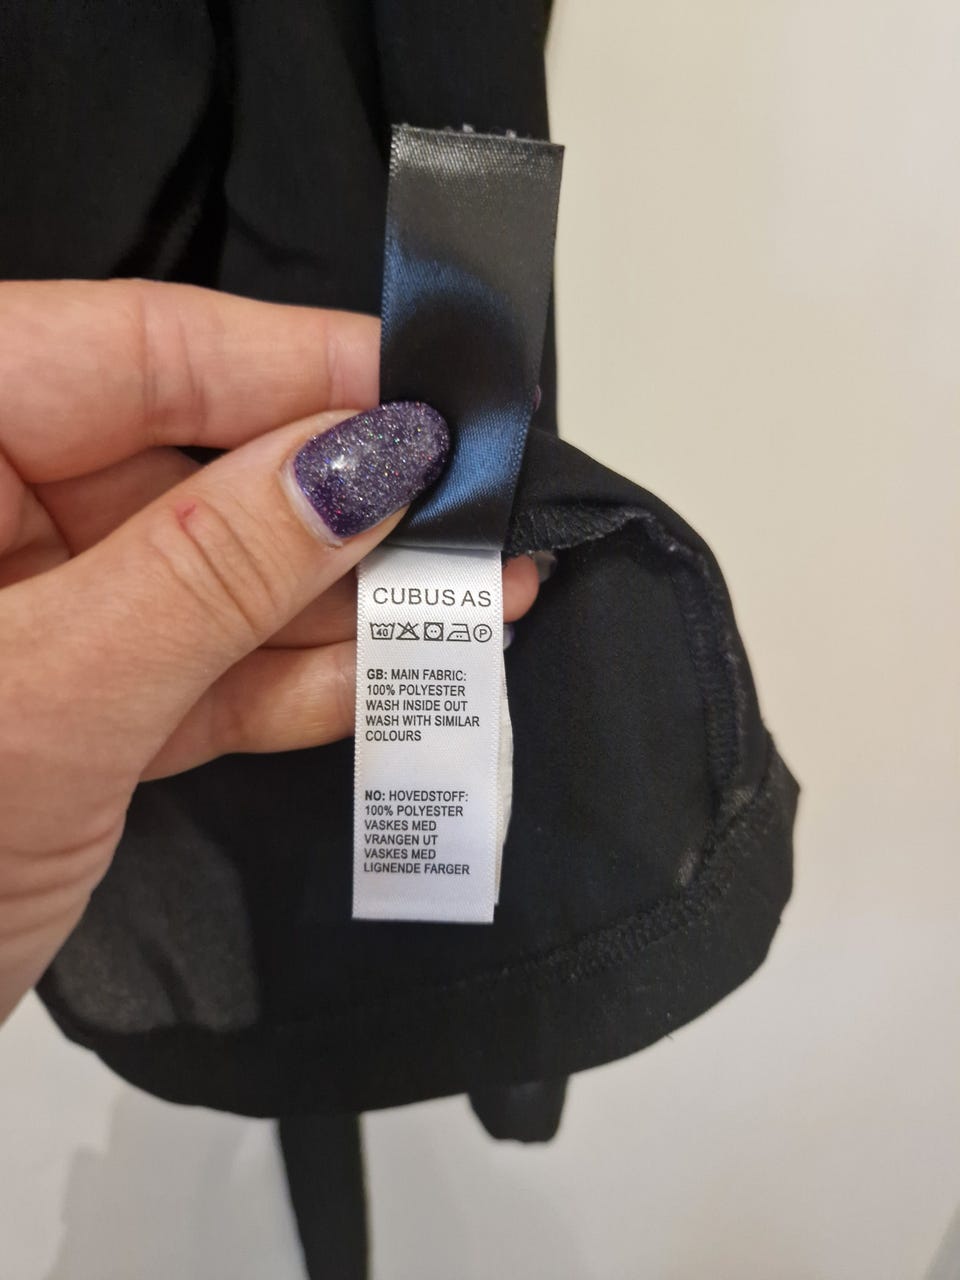 CUBUS AS
40 P
GB: MAIN FABRIC:
100% POLYESTER
WASH INSIDE OUT
WASH WITH SIMILAR
COLOURS
NO: HOVEDSTOFF:
100% POLYESTER
VASKES MED
VRANGEN UT
VASKES MED
LIGNENDE FARGER